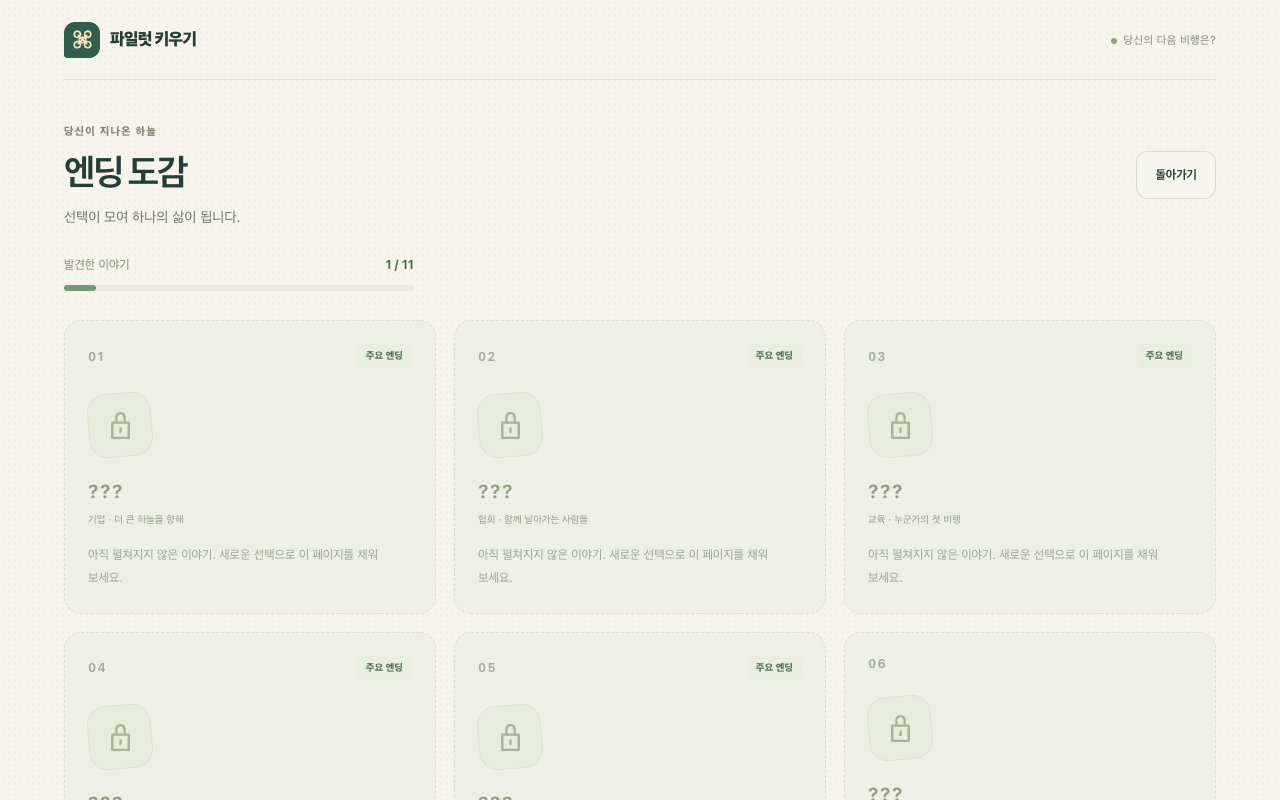 파일럿 키우기
당신의 다음 비행은?
당신이 지나온 하늘
엔딩 도감
돌아가기
선택이 모여 하나의 삶이 됩니다.
발견한 이야기
1 / 11
01
주요 엔딩
???
기업 · 더 큰 하늘을 향해
아직 펼쳐지지 않은 이야기. 새로운 선택으로 이 페이지를 채워
보세요.
02
주요 엔딩
???
협회 · 함께 날아가는 사람들
아직 펼쳐지지 않은 이야기. 새로운 선택으로 이 페이지를 채워
보세요.
03
주요 엔딩
???
교육 · 누군가의 첫 비행
아직 펼쳐지지 않은 이야기. 새로운 선택으로 이 페이지를 채워
보세요.
04
주요 엔딩
???
05
주요 엔딩
???
06
???